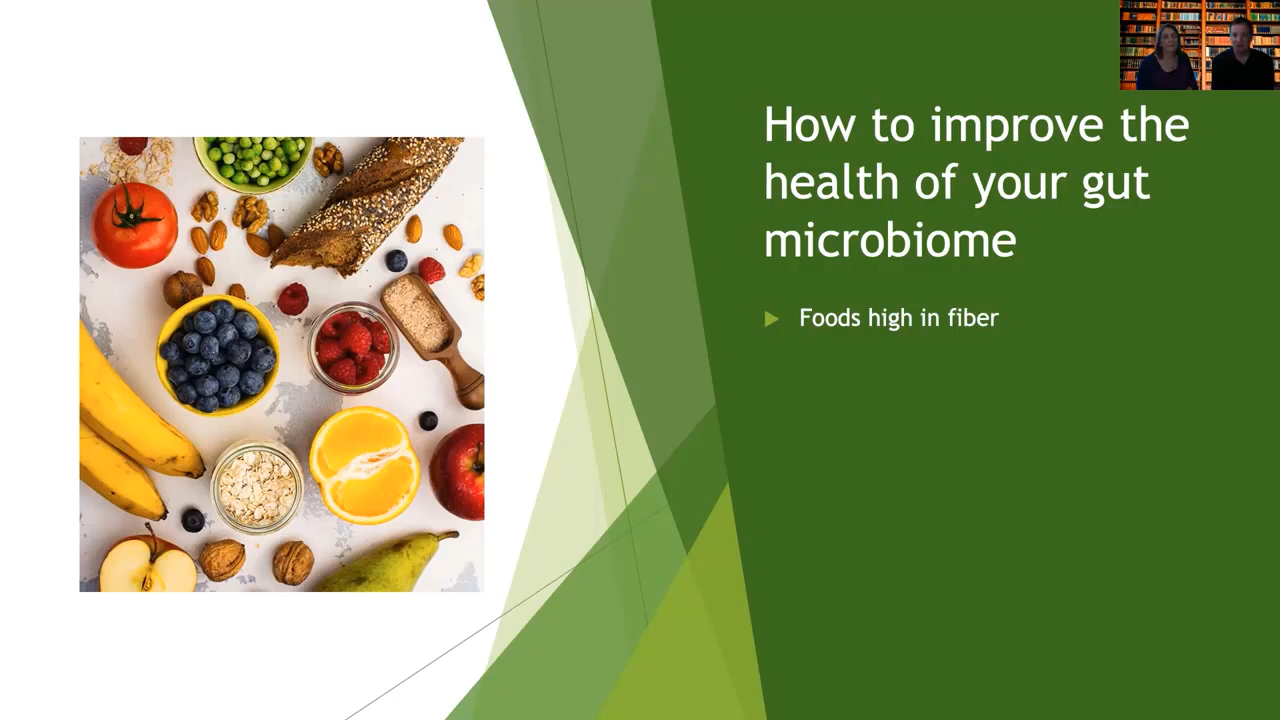 How to improve the
health of your gut
microbiome
Foods high in fiber